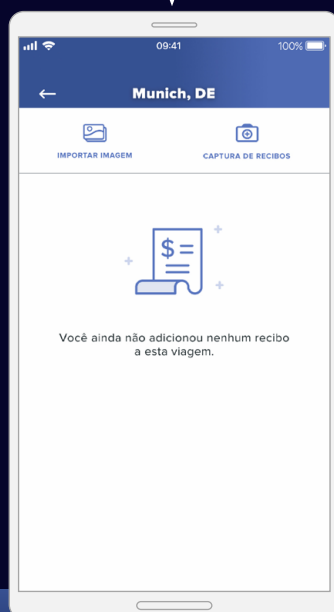 09:41
100%
Munich, DE
IMPORTAR IMAGEM
CAPTURA DE RECIBOS
$
Você ainda não adicionou nenhum recibo
a esta viagem.